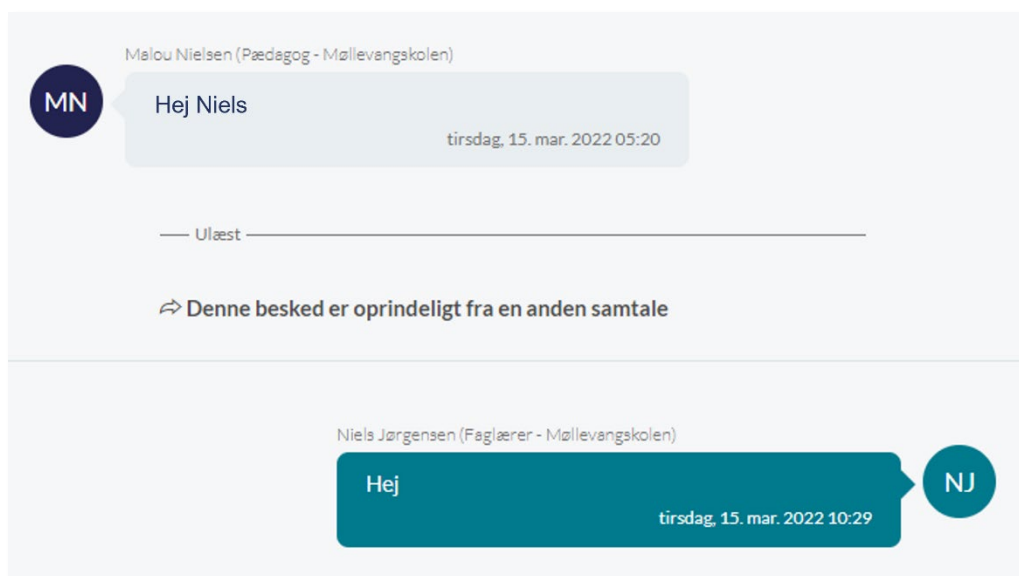 Malou Nielsen (Pædagog - Møllevangskolen)
MN
Hej Niels
tirsdag, 15. mar. 2022 05:20
Ulæst
Denne besked er oprindeligt fra en anden samtale
Niels Jørgensen (Faglærer - Møllevangskolen)
Hej
NJ
tirsdag, 15. mar. 2022 10:29